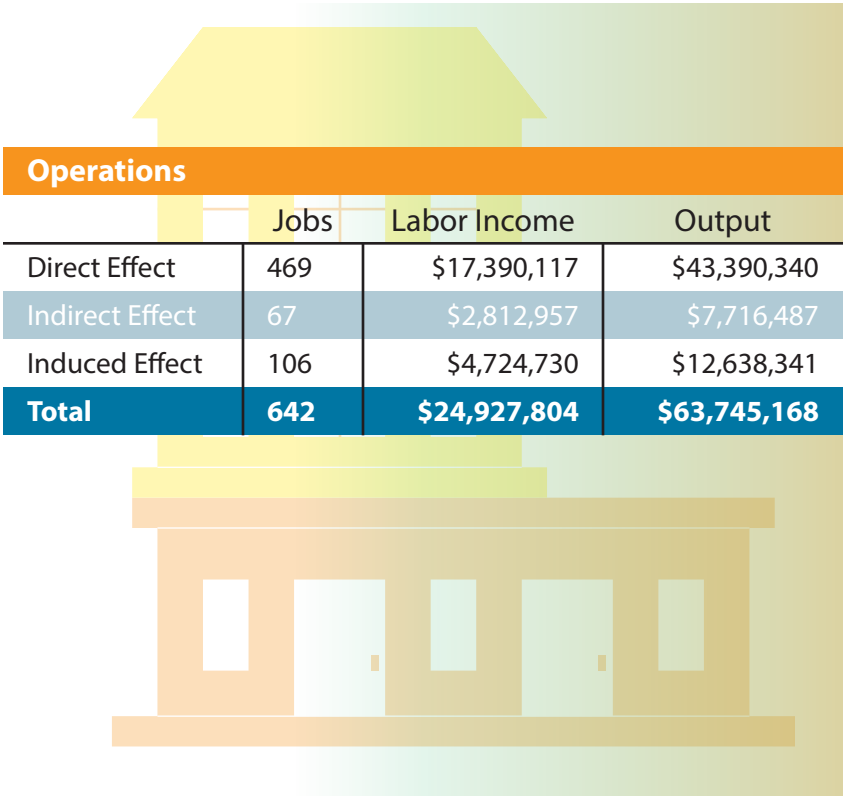 Operations
Jobs Labor Income Output
Direct Effect 469 $17,390,117 $43,390,340
Indirect Effect 67 $2,812,957 $7,716,487
Induced Effect 106 $4,724,730 $12,638,341
Total 642 $24,927,804 $63,745,168